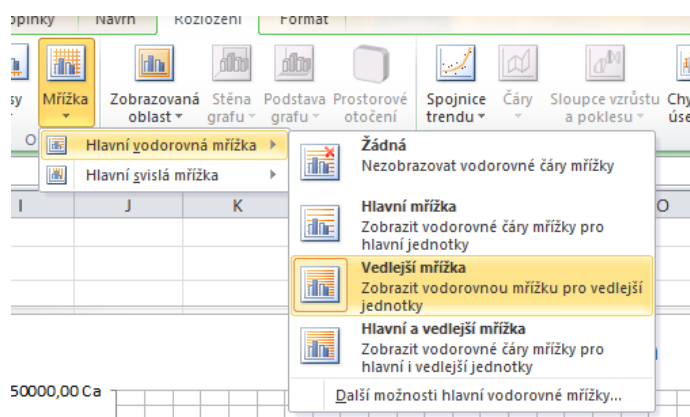 Návrh Rozložení Formát
Mřížka Zobrazovaná oblast Stěna grafu Podstava grafu Prostorové otočení Spojnice trendu Čáry Sloupce vzrůstu a poklesu
Hlavní vodorovná mřížka
Hlavní svislá mřížka
Žádná
Nezobrazovat vodorovné čáry mřížky
Hlavní mřížka
Zobrazit vodorovné čáry mřížky pro
hlavní jednotky
Vedlejší mřížka
Zobrazit vodorovnou mřížku pro vedlejší
jednotky
Hlavní a vedlejší mřížka
Zobrazit vodorovné čáry mřížky pro
hlavní i vedlejší jednotky
Další možnosti hlavní vodorovné mřížky...
I J K O
50000,00 Ca